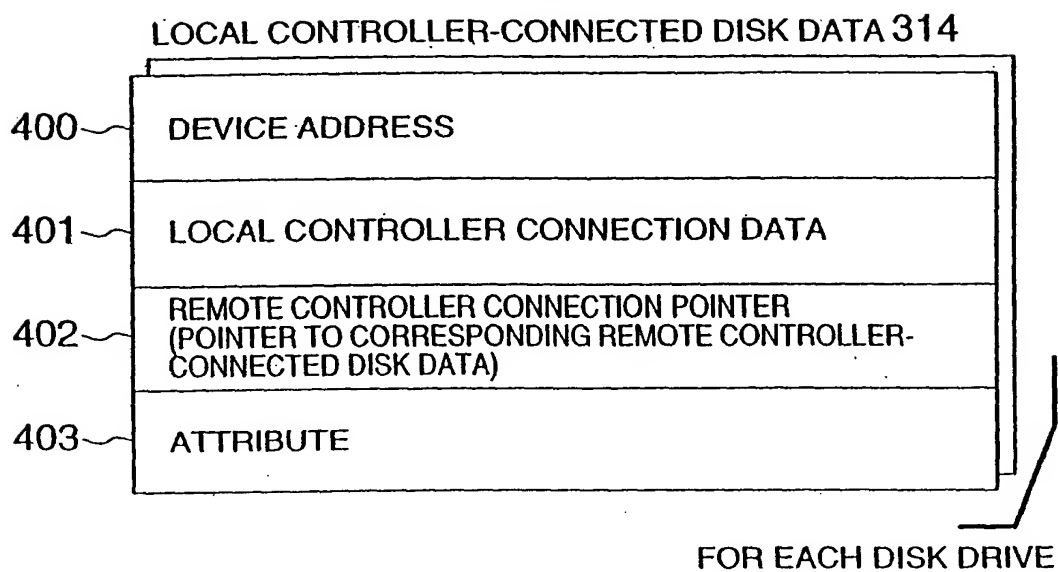 LOCAL CONTROLLER-CONNECTED DISK DATA 314
400 DEVICE ADDRESS
401 LOCAL CONTROLLER CONNECTION DATA
REMOTE CONTROLLER CONNECTION POINTER
402 (POINTER TO CORRESPONDING REMOTE CONTROLLER-
CONNECTED DISK DATA)
403 ATTRIBUTE
FOR EACH DISK DRIVE